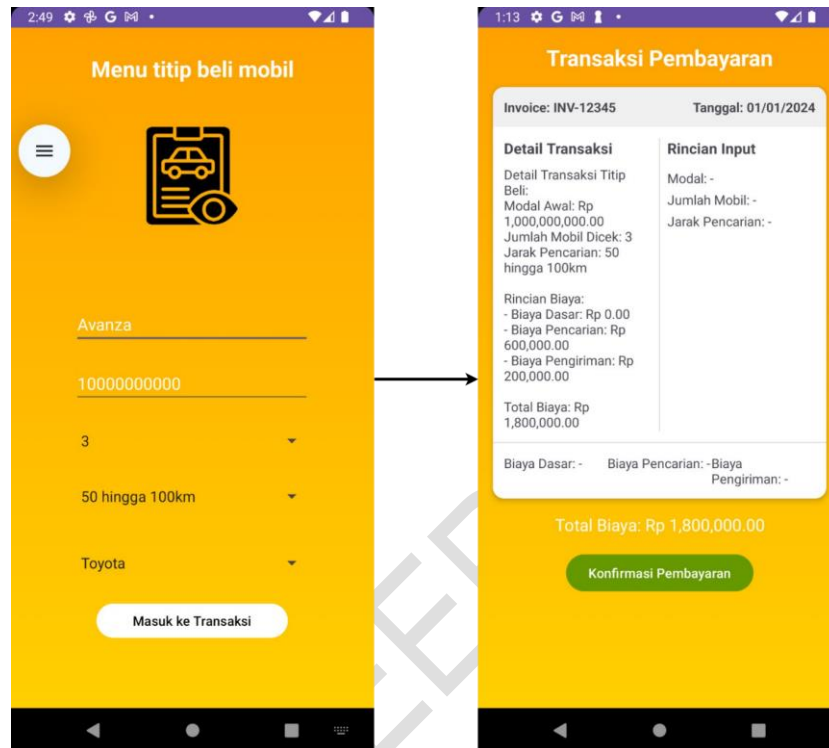 2:49
Menu titip beli mobil
Avanza
10000000000
3
50 hingga 100km
Toyota
Masuk ke Transaksi
1:13
Transaksi Pembayaran
Invoice: INV-12345
Tanggal: 01/01/2024
Detail Transaksi
Detail Transaksi Titip
Beli:
Modal Awal: Rp
1,000,000,000.00
Jumlah Mobil Dicek: 3
Jarak Pencarian: 50
hingga 100km
Rincian Biaya:
- Biaya Dasar: Rp 0.00
- Biaya Pencarian: Rp
600,000.00
- Biaya Pengiriman: Rp
200,000.00
Total Biaya: Rp
1,800,000.00
Rincian Input
Modal: -
Jumlah Mobil: -
Jarak Pencarian: -
Biaya Dasar: -
Biaya Pencarian: -
Biaya
Pengiriman: -
Total Biaya: Rp 1,800,000.00
Konfirmasi Pembayaran